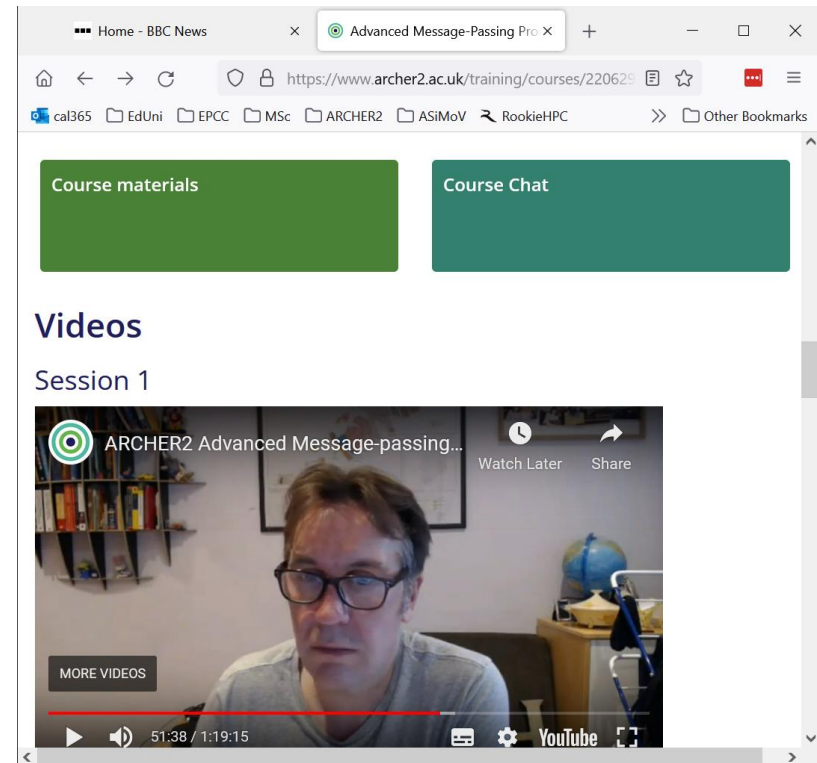 Home - BBC News
Advanced Message-Passing Pro
https://www.archer2.ac.uk/training/courses/220629
cal365 EdUni EPCC MSc ARCHER2 ASiMoV RookieHPC Other Bookmarks
Course materials
Course Chat
Videos
Session 1
ARCHER2 Advanced Message-passing...
Watch Later
Share
MORE VIDEOS
51:38 / 1:19:15
YouTube